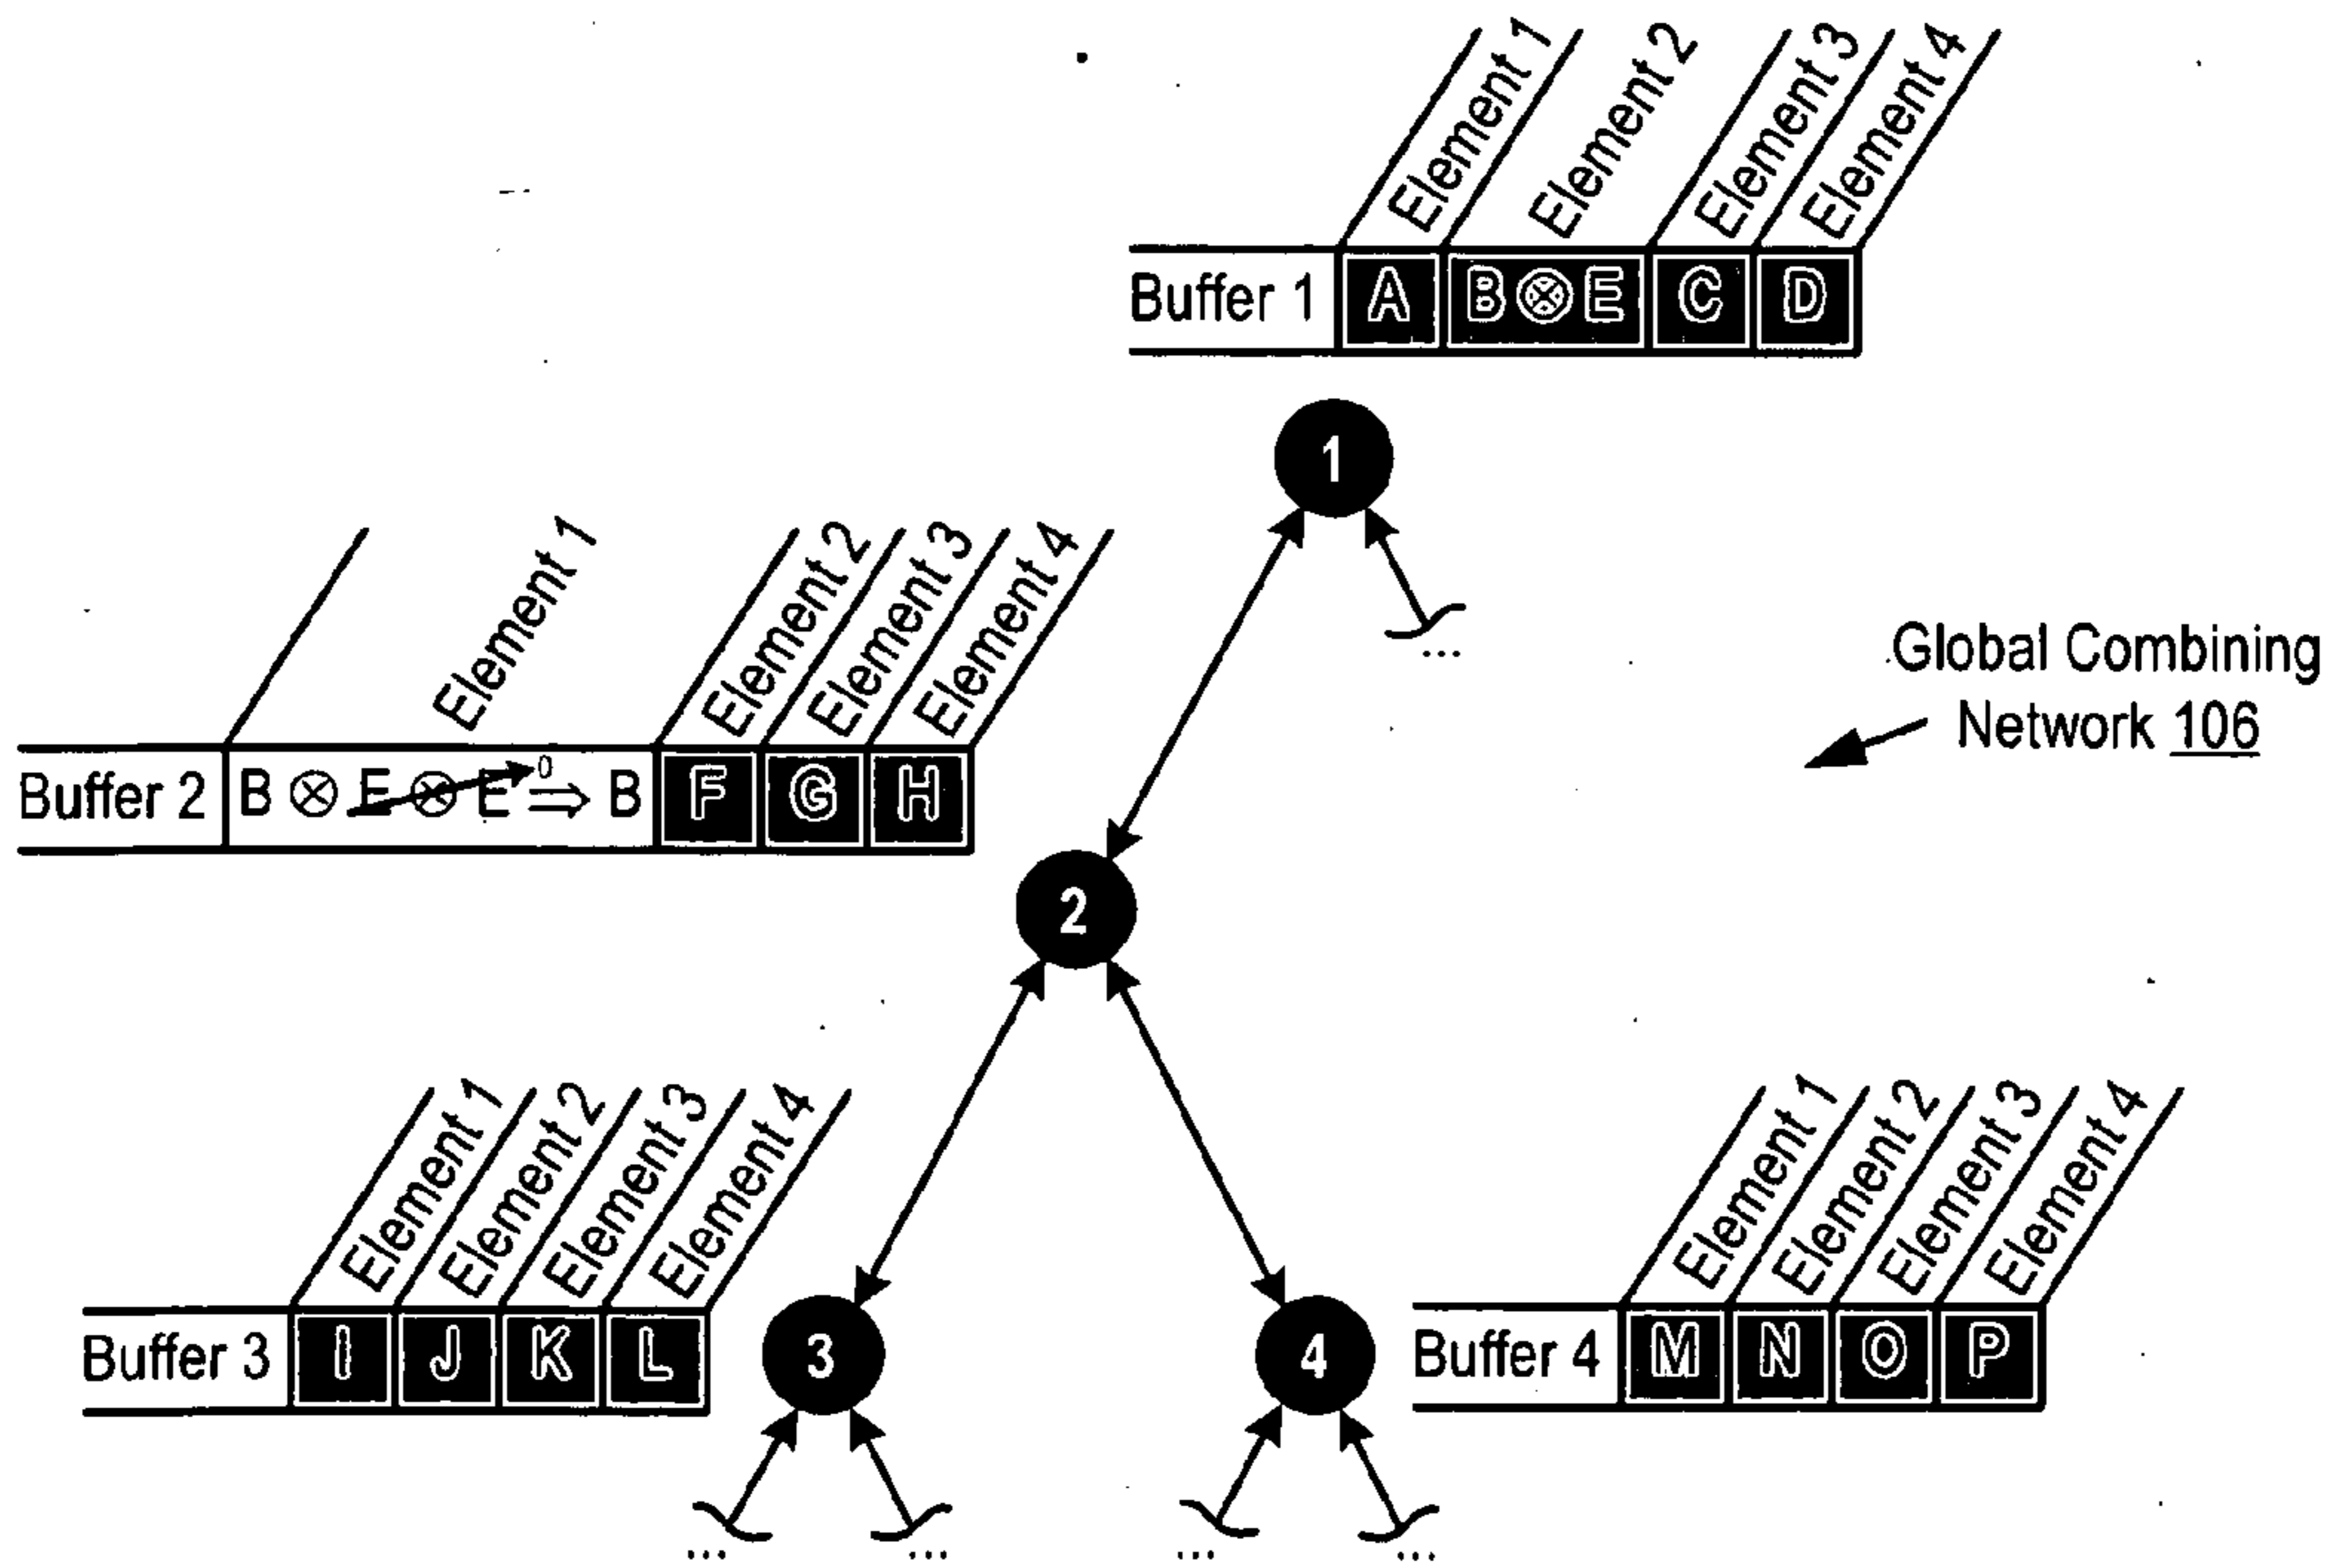 Element 1
Element 2
Element 3
Element 4
Buffer 1 A B⊗E C D
1
...
Global Combining
Network 106
Element 1
Element 2
Element 3
Element 4
Buffer 2 B ⊗ E ⊗ E 0 ⇒ B F G H
2
Element 1
Element 2
Element 3
Element 4
Buffer 3 I J K L
3
Element 1
Element 2
Element 3
Element 4
4
Buffer 4 M N O P
... ... ... ...